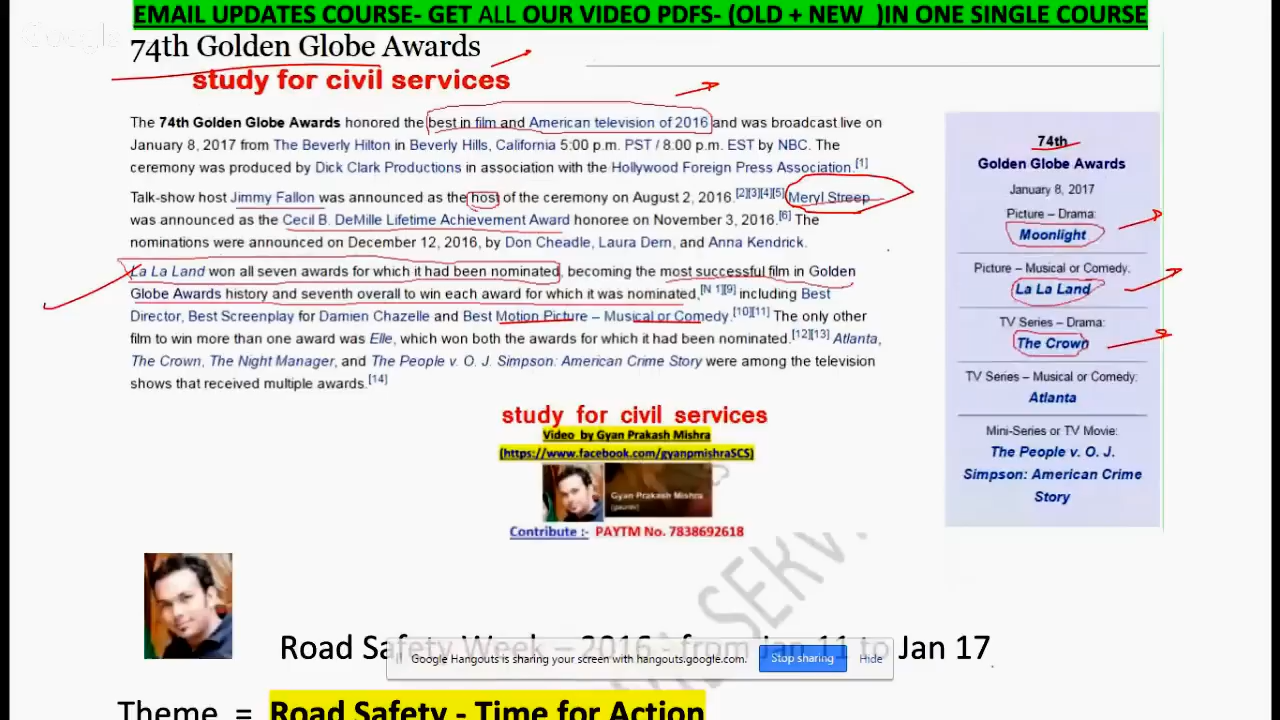 EMAIL UPDATES COURSE- GET ALL OUR VIDEO PDFS- (OLD + NEW )IN ONE SINGLE COURSE
Google
74th Golden Globe Awards
study for civil services
The 74th Golden Globe Awards honored the best in film and American television of 2016 and was broadcast live on
January 8, 2017 from The Beverly Hilton in Beverly Hills, California 5:00 p.m. PST / 8:00 p.m. EST by NBC. The
ceremony was produced by Dick Clark Productions in association with the Hollywood Foreign Press Association.[1]
Talk-show host Jimmy Fallon was announced as the host of the ceremony on August 2, 2016.[2][3][4][5] Meryl Streep
was announced as the Cecil B. DeMille Lifetime Achievement Award honoree on November 3, 2016.[6] The
nominations were announced on December 12, 2016, by Don Cheadle, Laura Dern, and Anna Kendrick.
La La Land won all seven awards for which it had been nominated, becoming the most successful film in Golden
Globe Awards history and seventh overall to win each award for which it was nominated,[N 1][9] including Best
Director, Best Screenplay for Damien Chazelle and Best Motion Picture – Musical or Comedy.[10][11] The only other
film to win more than one award was Elle, which won both the awards for which it had been nominated.[12][13] Atlanta,
The Crown, The Night Manager, and The People v. O. J. Simpson: American Crime Story were among the television
shows that received multiple awards.[14]
74th
Golden Globe Awards
January 8, 2017
Picture – Drama:
Moonlight
Picture – Musical or Comedy:
La La Land
TV Series – Drama:
The Crown
TV Series – Musical or Comedy:
Atlanta
Mini-Series or TV Movie:
The People v. O. J.
Simpson: American Crime
Story
study for civil services
Video by Gyan Prakash Mishra
(https://www.facebook.com/gyanpmishraSCS)
Gyan Prakash Mishra
Contribute :- PAYTM No. 7838692618
Road Safety Week – 2016 - from Jan 11 to Jan 17
Google Hangouts is sharing your screen with hangouts.google.com. Stop sharing Hide
Theme = Road Safety - Time for Action